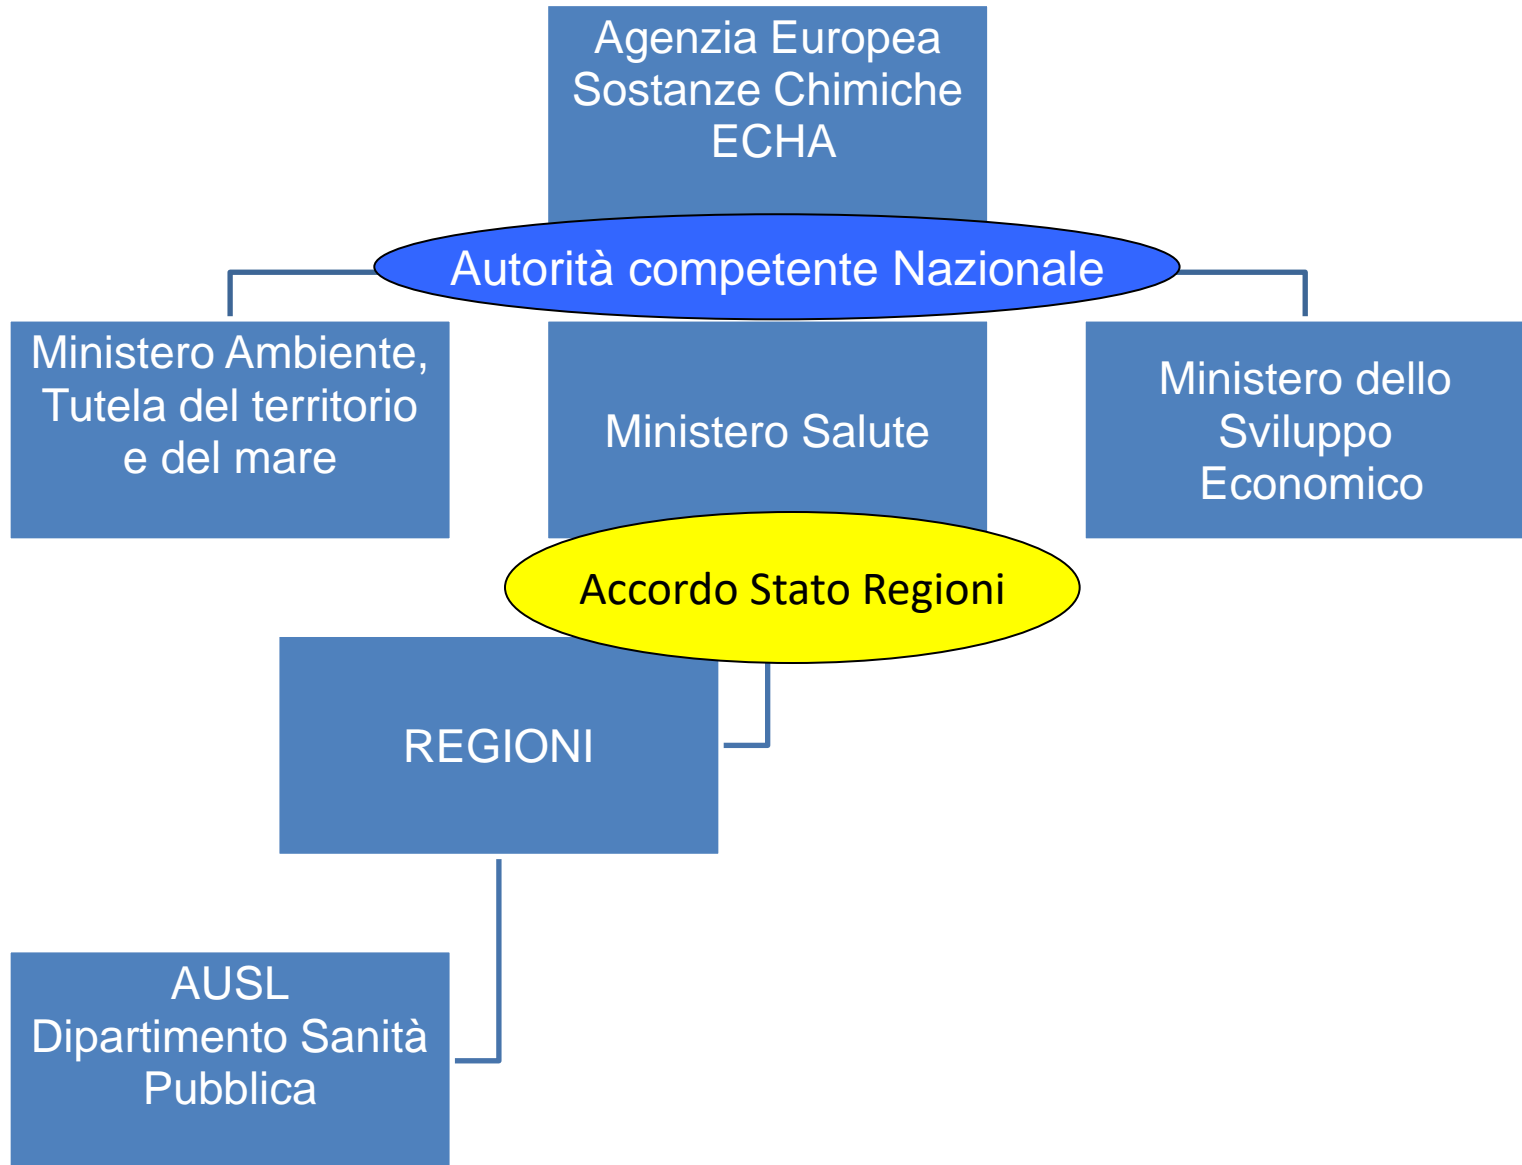 Agenzia Europea
Sostanze Chimiche
ECHA
Autorità competente Nazionale
Ministero Ambiente,
Tutela del territorio
e del mare
Ministero Salute
Ministero dello
Sviluppo
Economico
Accordo Stato Regioni
REGIONI
AUSL
Dipartimento Sanità
Pubblica